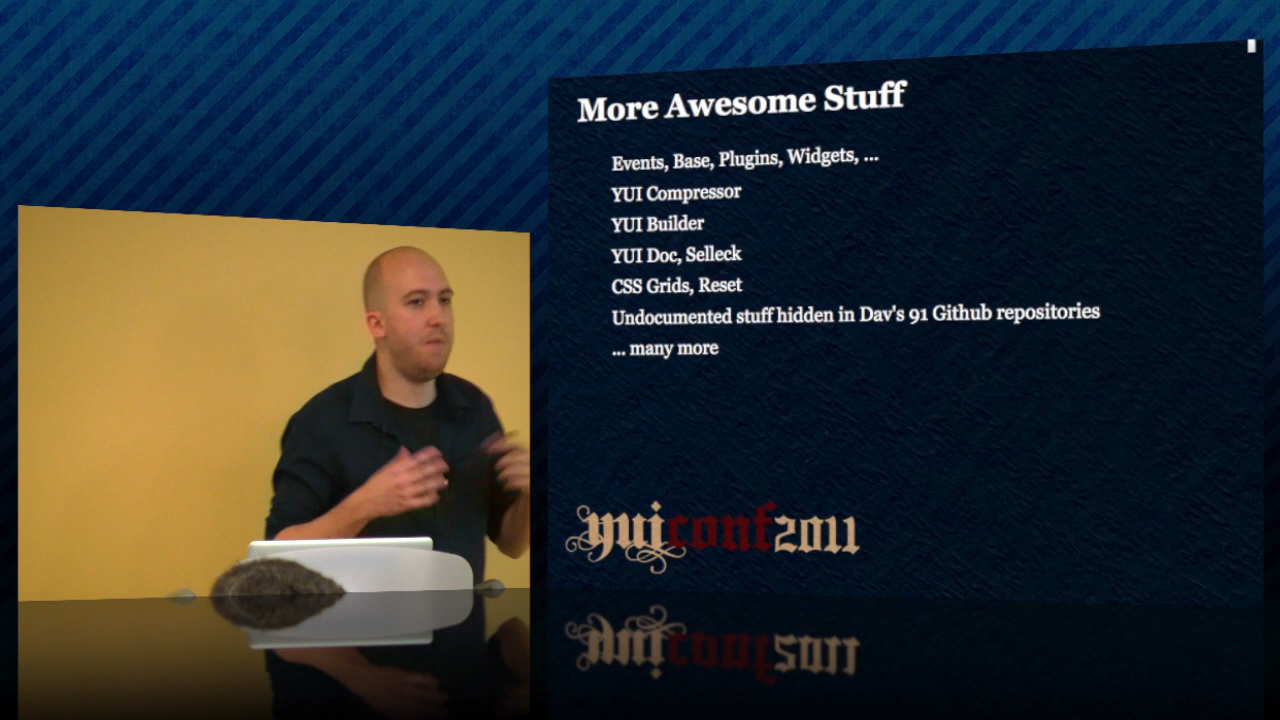 More Awesome Stuff
Events, Base, Plugins, Widgets, ...
YUI Compressor
YUI Builder
YUI Doc, Selleck
CSS Grids, Reset
Undocumented stuff hidden in Dav's 91 Github repositories
... many more
yuiconf2011